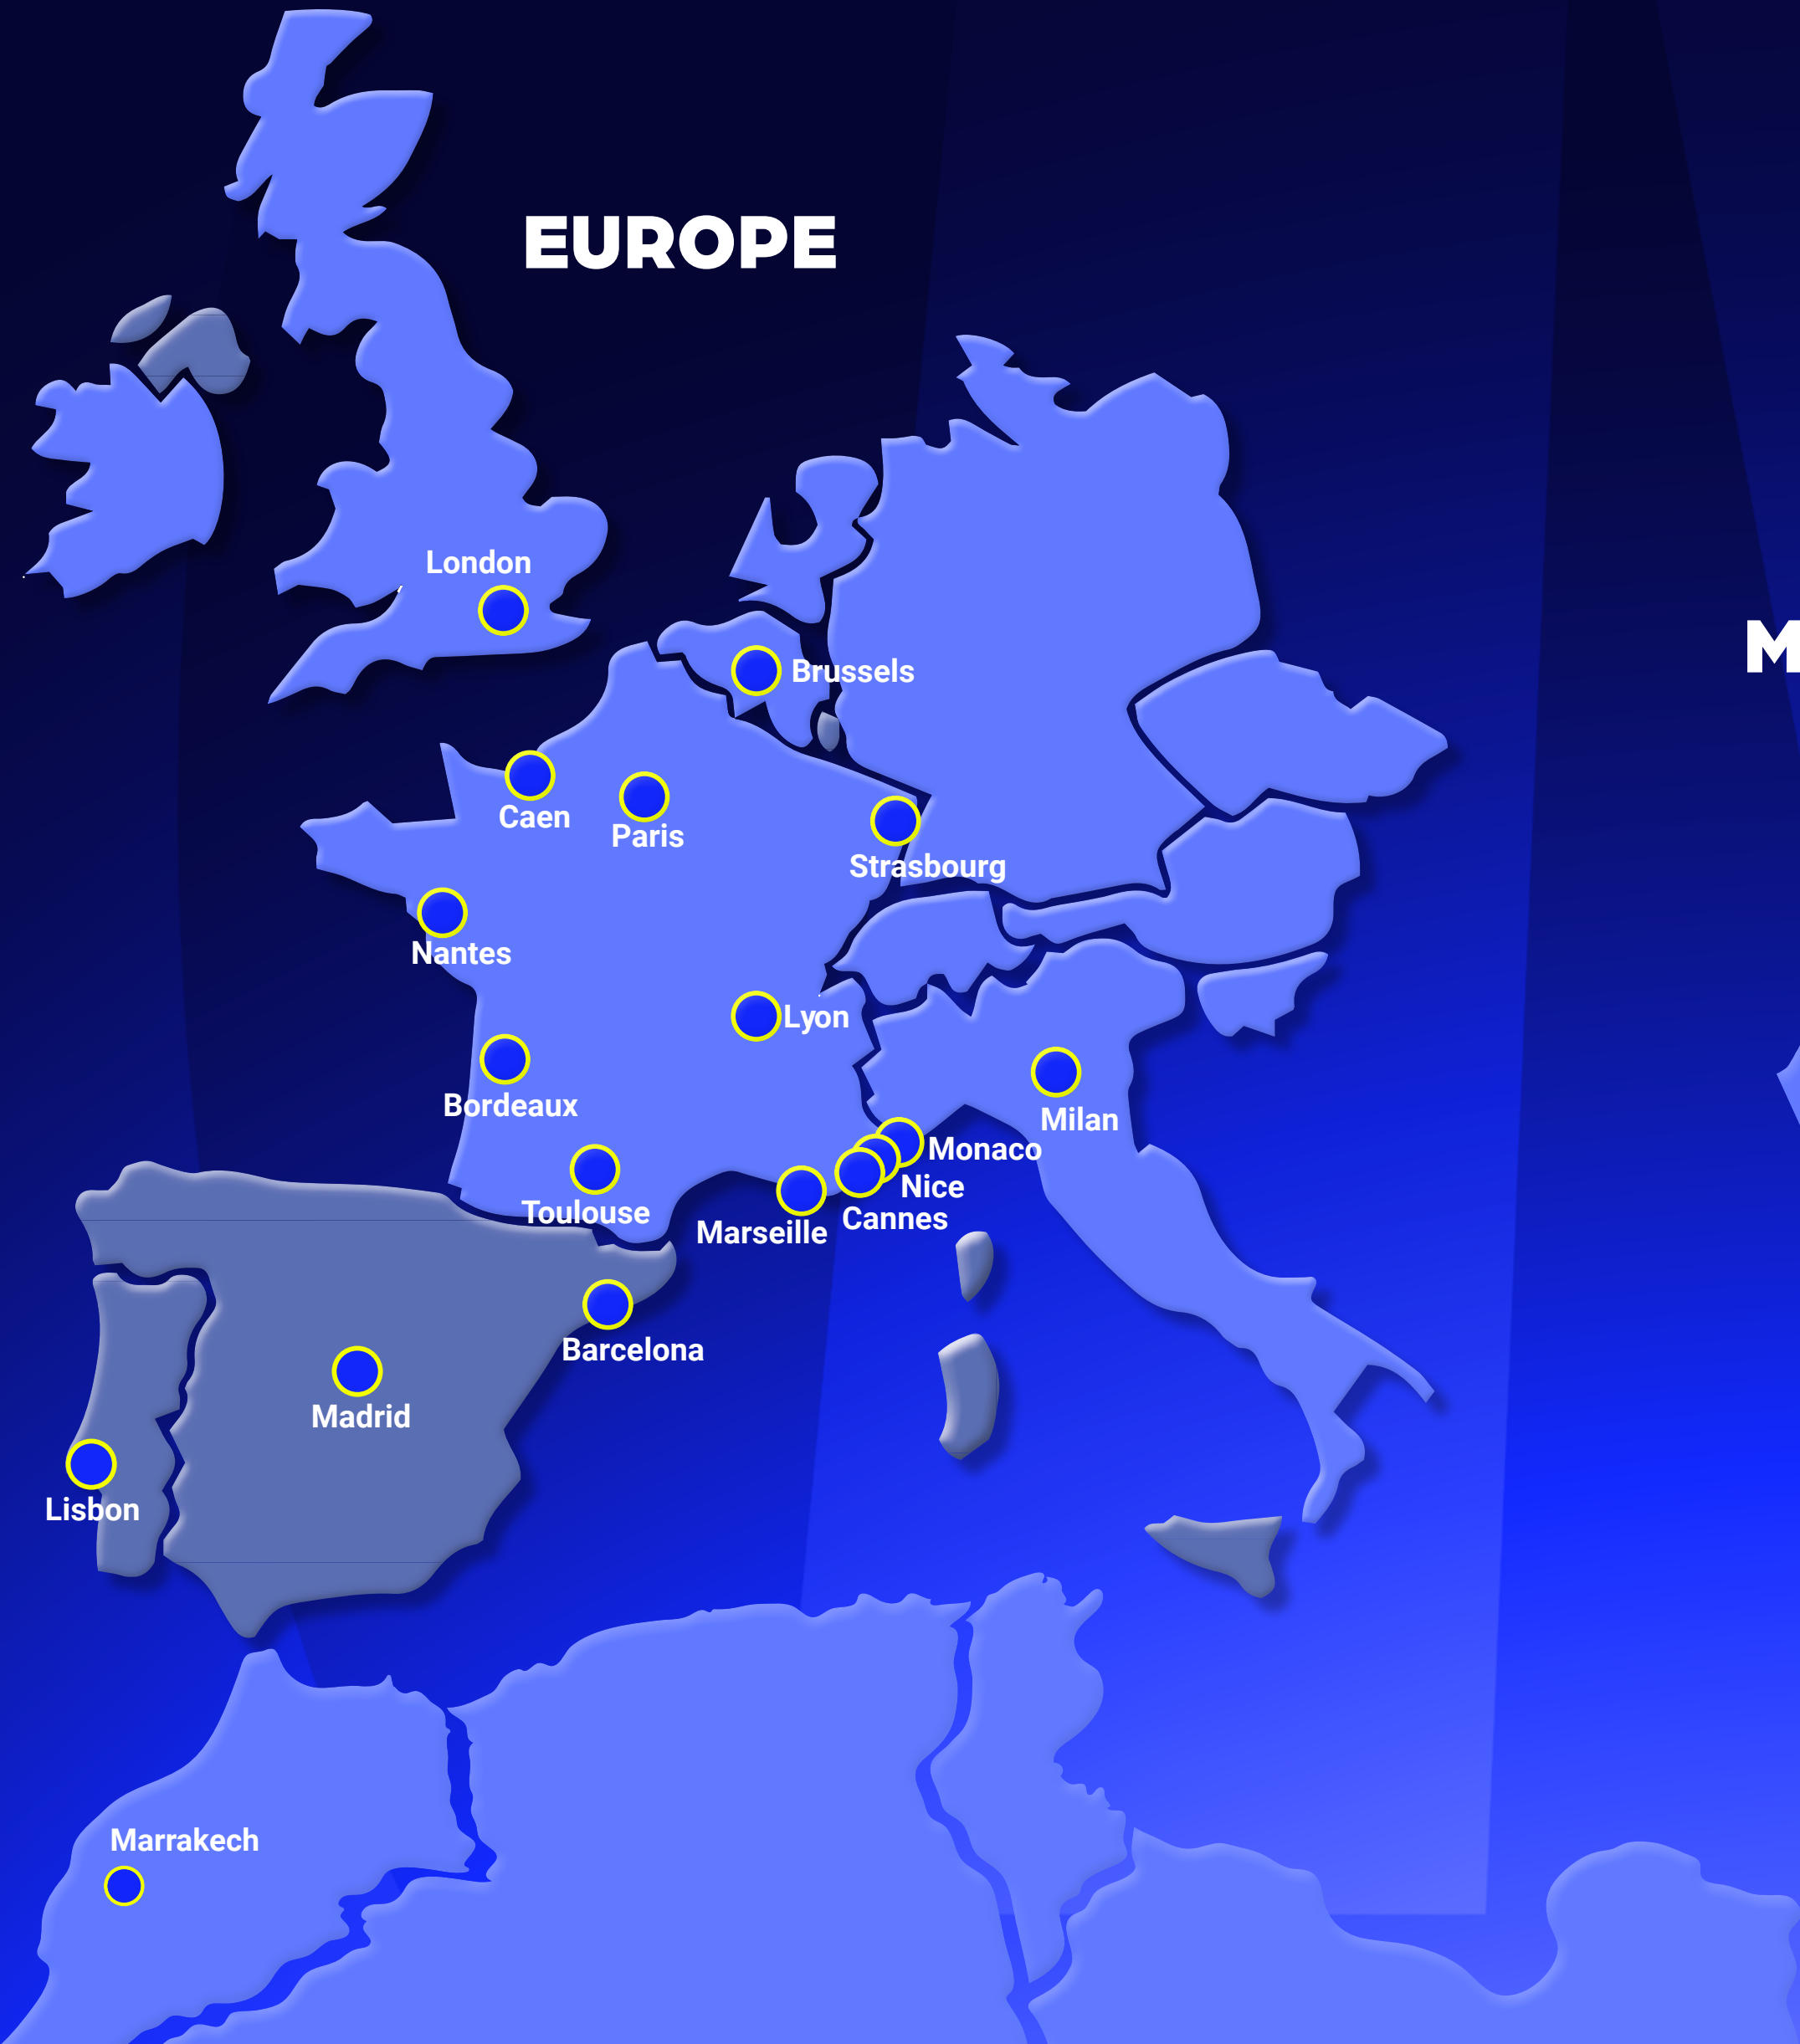 EUROPE
London
M
Brussels
Caen
Paris
Strasbourg
Nantes
Lyon
Bordeaux
Milan
Monaco
Nice
Toulouse
Cannes
Marseille
Barcelona
Madrid
Lisbon
Marrakech